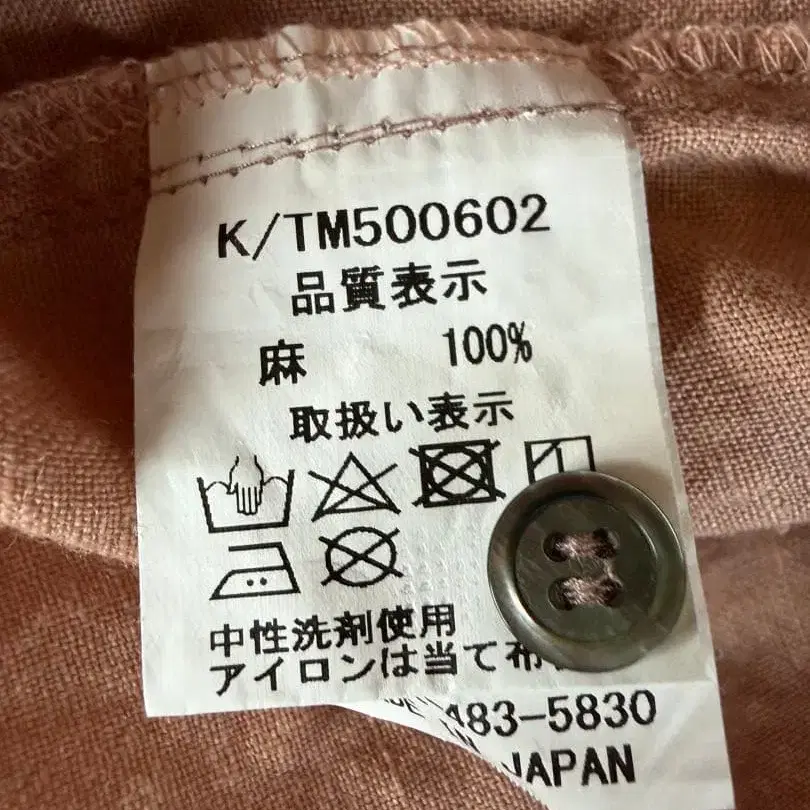 K/TM500602
品質表示
麻 100%
取扱い表示
中性洗剤使用
アイロンは当て布
483-5830
JAPAN